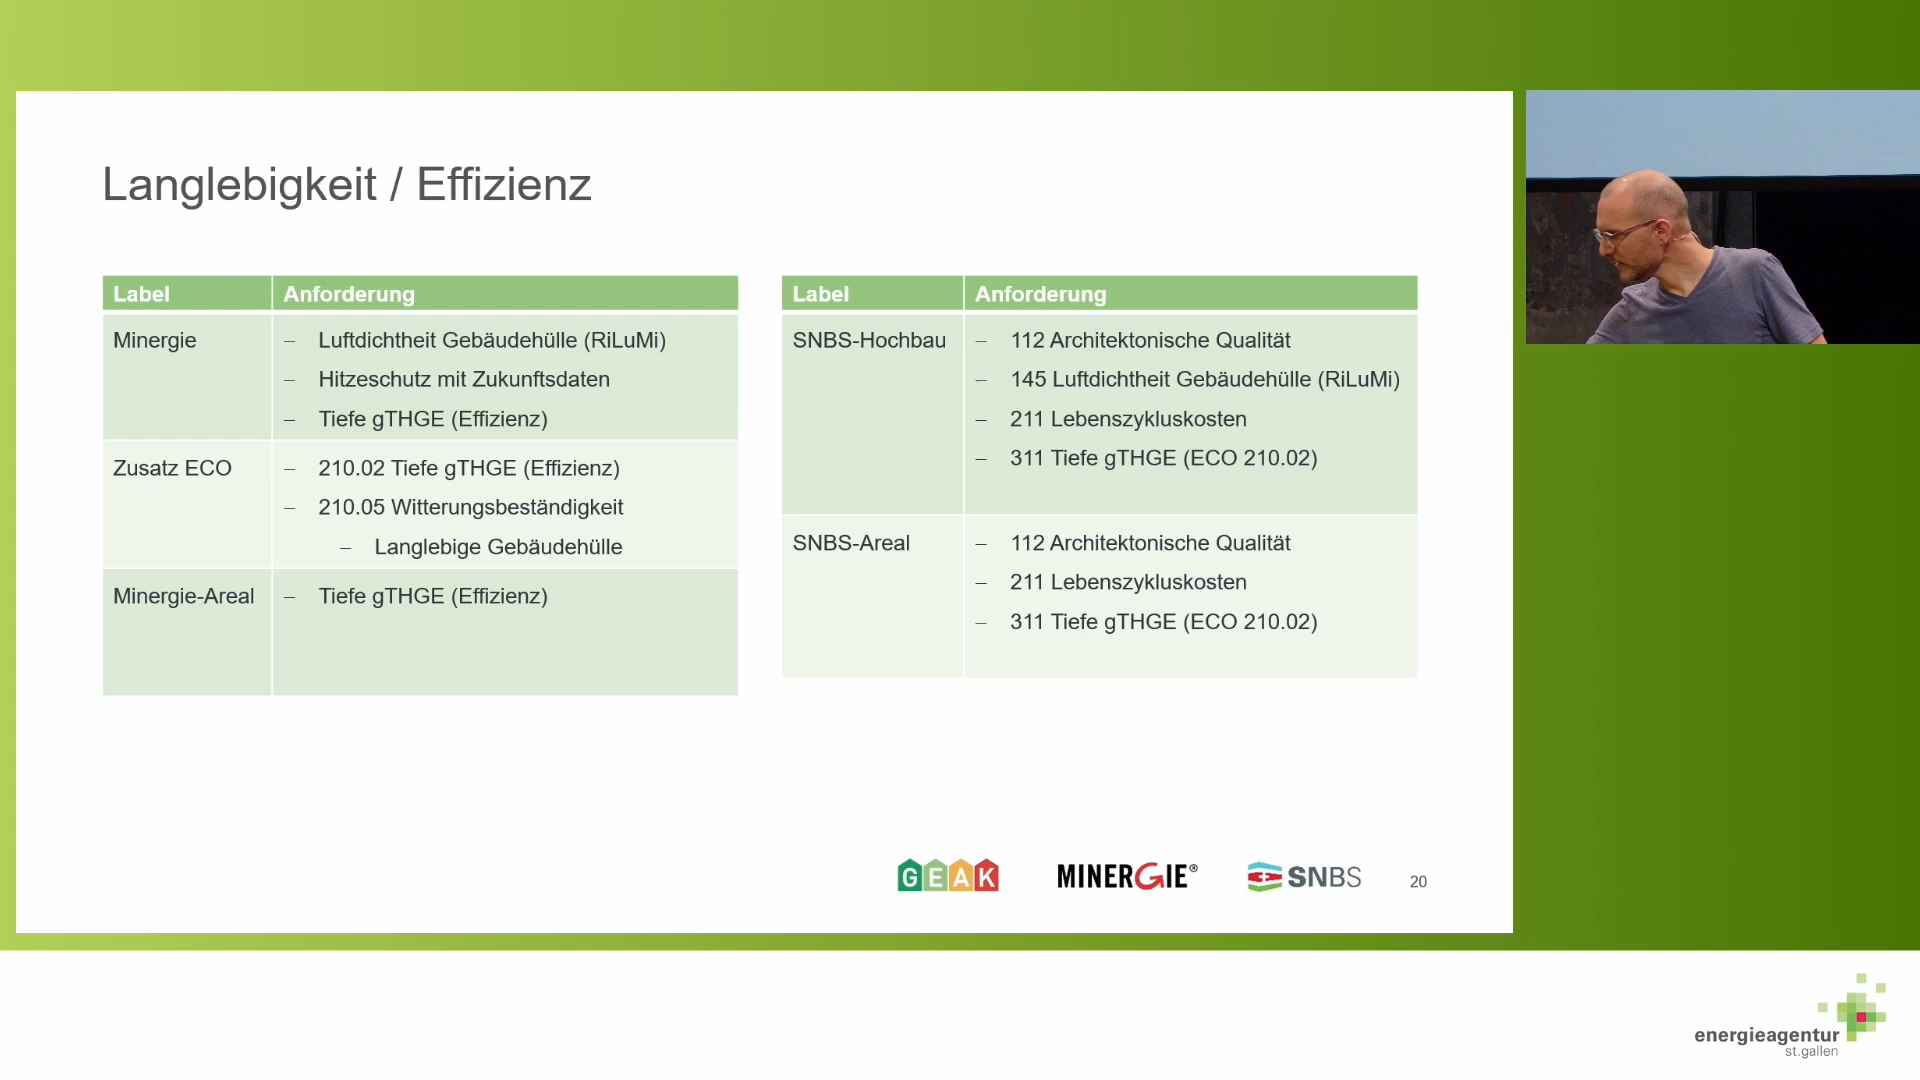 Langlebigkeit / Effizienz
Label Anforderung
Minergie – Luftdichtheit Gebäudehülle (RiLuMi)
– Hitzeschutz mit Zukunftsdaten
– Tiefe gTHGE (Effizienz)
Zusatz ECO – 210.02 Tiefe gTHGE (Effizienz)
– 210.05 Witterungsbeständigkeit
– Langlebige Gebäudehülle
Minergie-Areal – Tiefe gTHGE (Effizienz)
Label Anforderung
SNBS-Hochbau – 112 Architektonische Qualität
– 145 Luftdichtheit Gebäudehülle (RiLuMi)
– 211 Lebenszykluskosten
– 311 Tiefe gTHGE (ECO 210.02)
SNBS-Areal – 112 Architektonische Qualität
– 211 Lebenszykluskosten
– 311 Tiefe gTHGE (ECO 210.02)
GEAK MINERGIE® SNBS 20
energieagentur
st.gallen